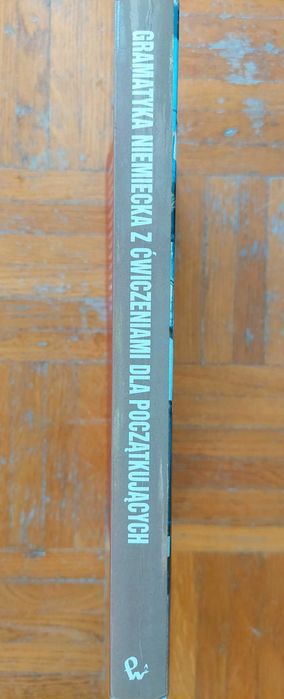 GRAMATYKA NIEMIECKA Z ĆWICZENIAMI DLA POCZĄTKUJĄCYCH